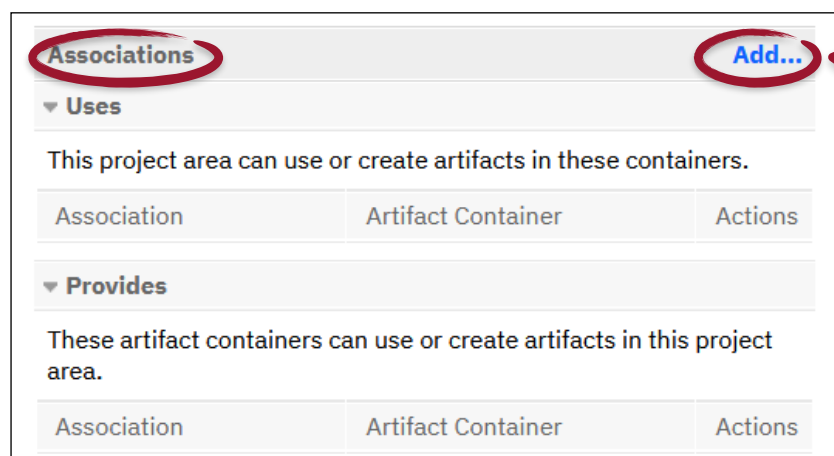 Associations Add...
Uses
This project area can use or create artifacts in these containers.
Association Artifact Container Actions
Provides
These artifact containers can use or create artifacts in this project
area.
Association Artifact Container Actions